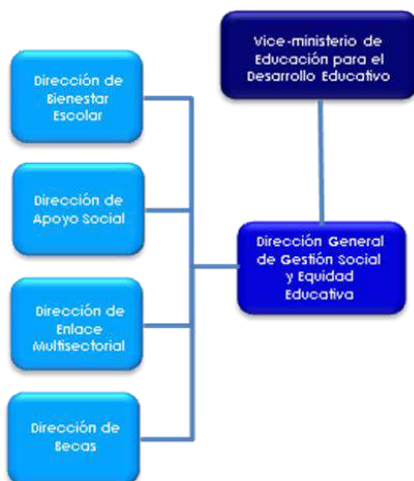 Vice-ministerio de
Educación para el
Desarrollo Educativo
Dirección de
Bienestar
Escolar
Dirección de
Apoyo Social
Dirección General
de Gestión Social
y Equidad
Educativa
Dirección de
Enlace
Multisectorial
Dirección de
Becas